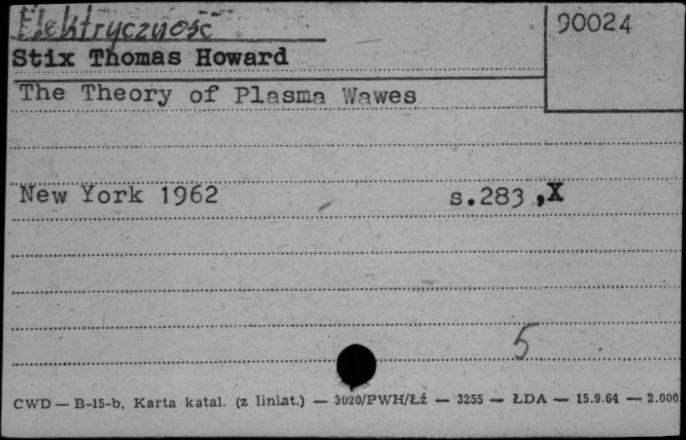 Elektryczność
90024
Stix Thomas Howard
The Theory of Plasma Wawes
New York 1962 s.283 ,X
5
CWD — B-15-b, Karta katal. (z liniat.) — 3020/PWH/Łź — 3255 — ŁDA — 15.9.64 — 2.000